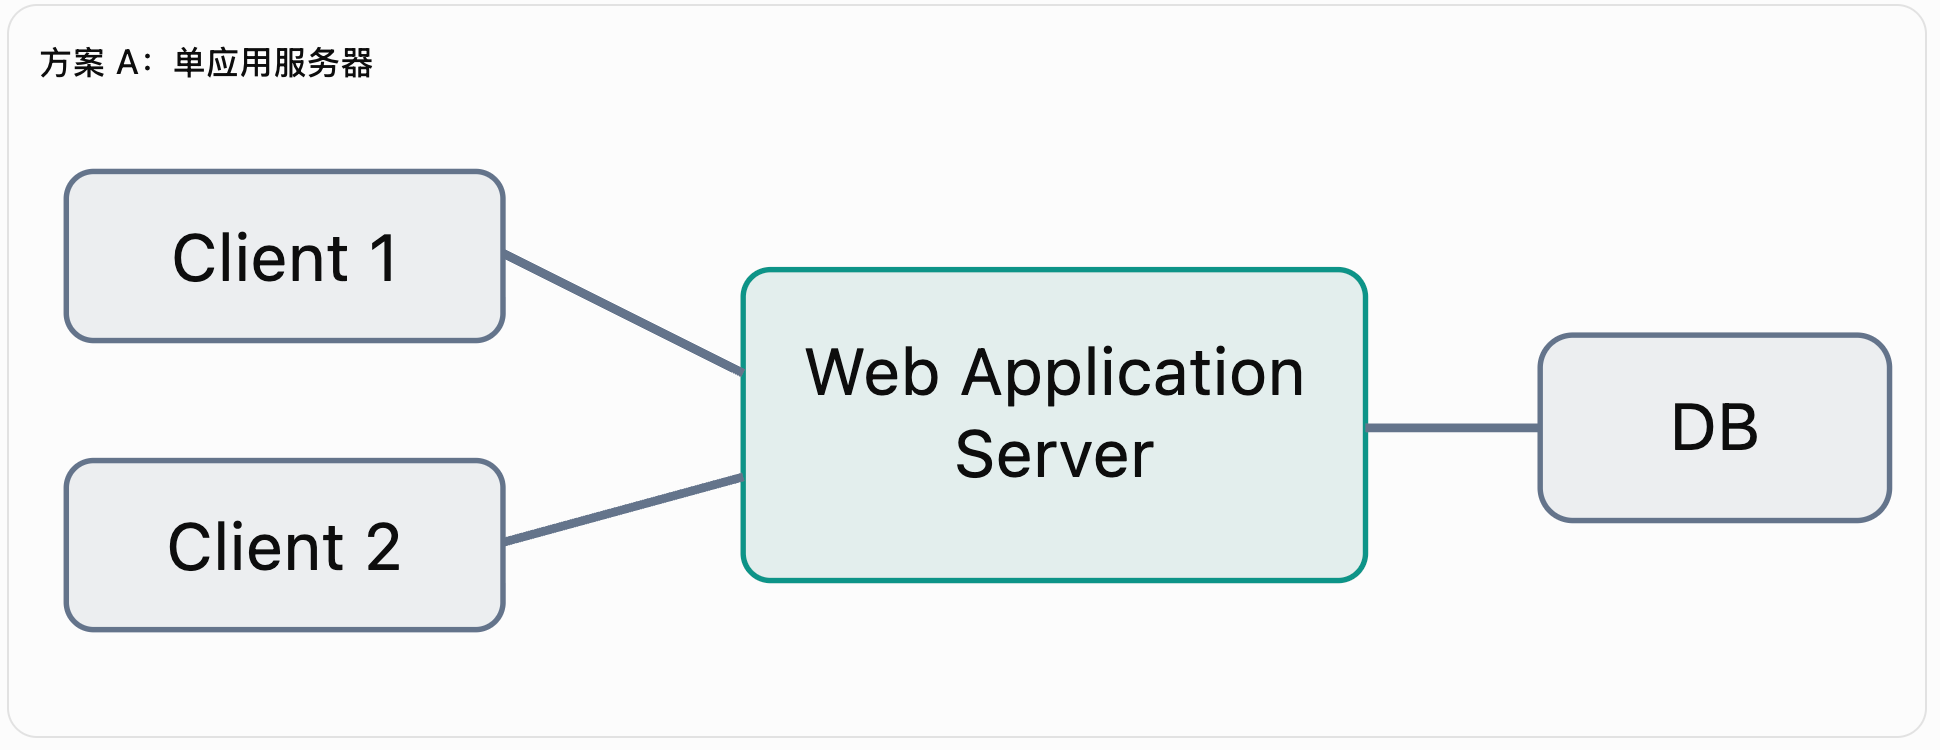 方案 A：单应用服务器
Client 1
Client 2
Web Application
Server
DB